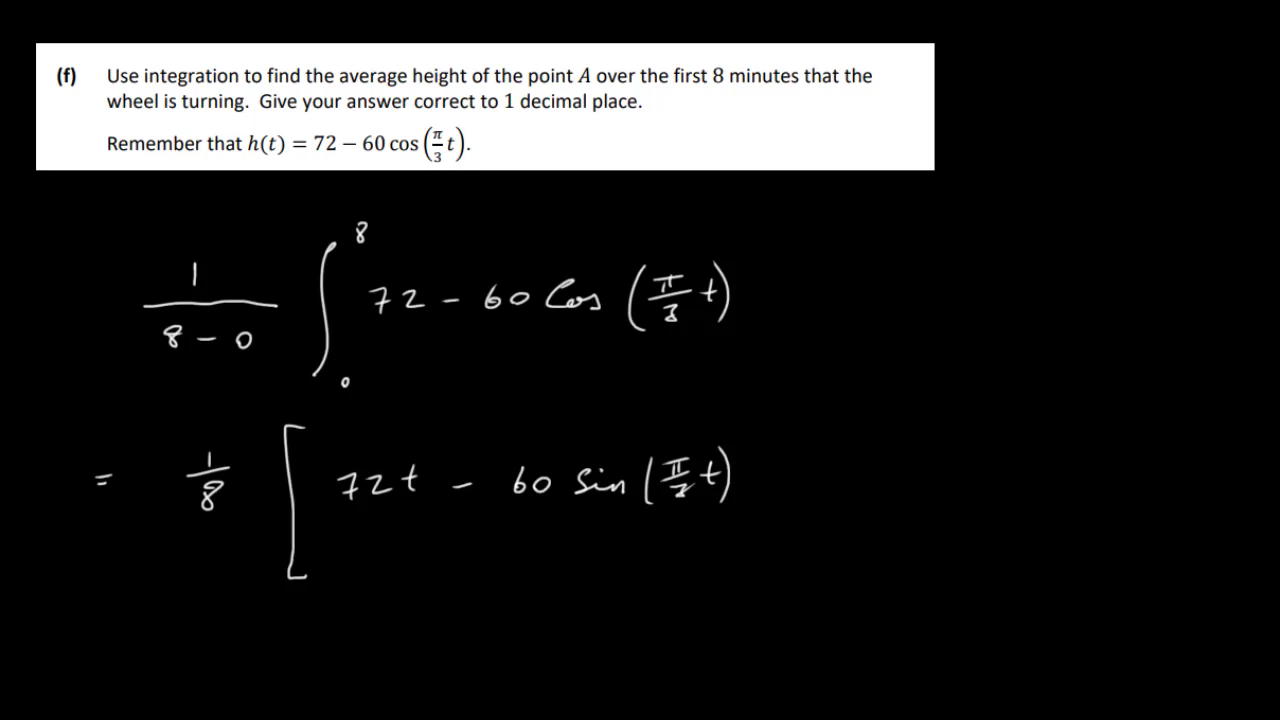 (f) Use integration to find the average height of the point A over the first 8 minutes that the
wheel is turning. Give your answer correct to 1 decimal place.
Remember that h(t) = 72 − 60 cos (π/3 t).
1/(8 − 0) ∫₀⁸ 72 − 60 Cos (π/3 t)
= 1/8 [ 72t − 60 sin (π/3 t)